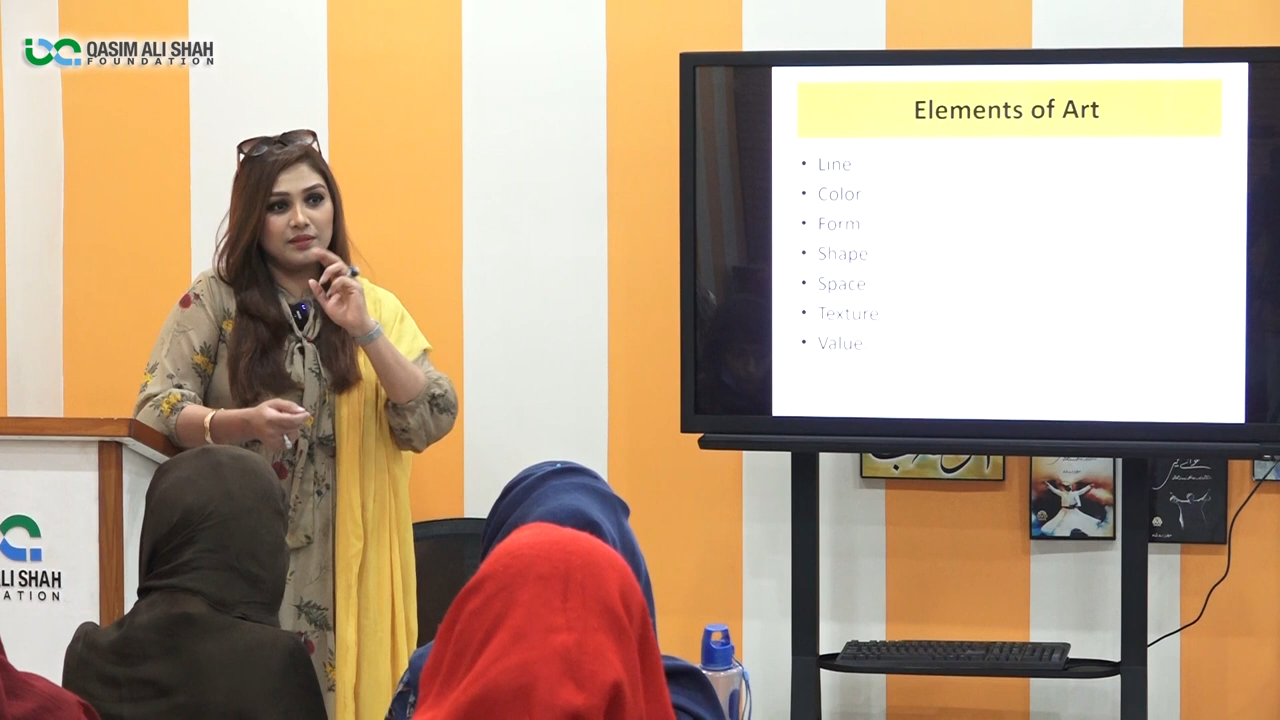 QASIM ALI SHAH
FOUNDATION
Elements of Art
• Line
• Color
• Form
• Shape
• Space
• Texture
• Value
ALI SHAH
ATION